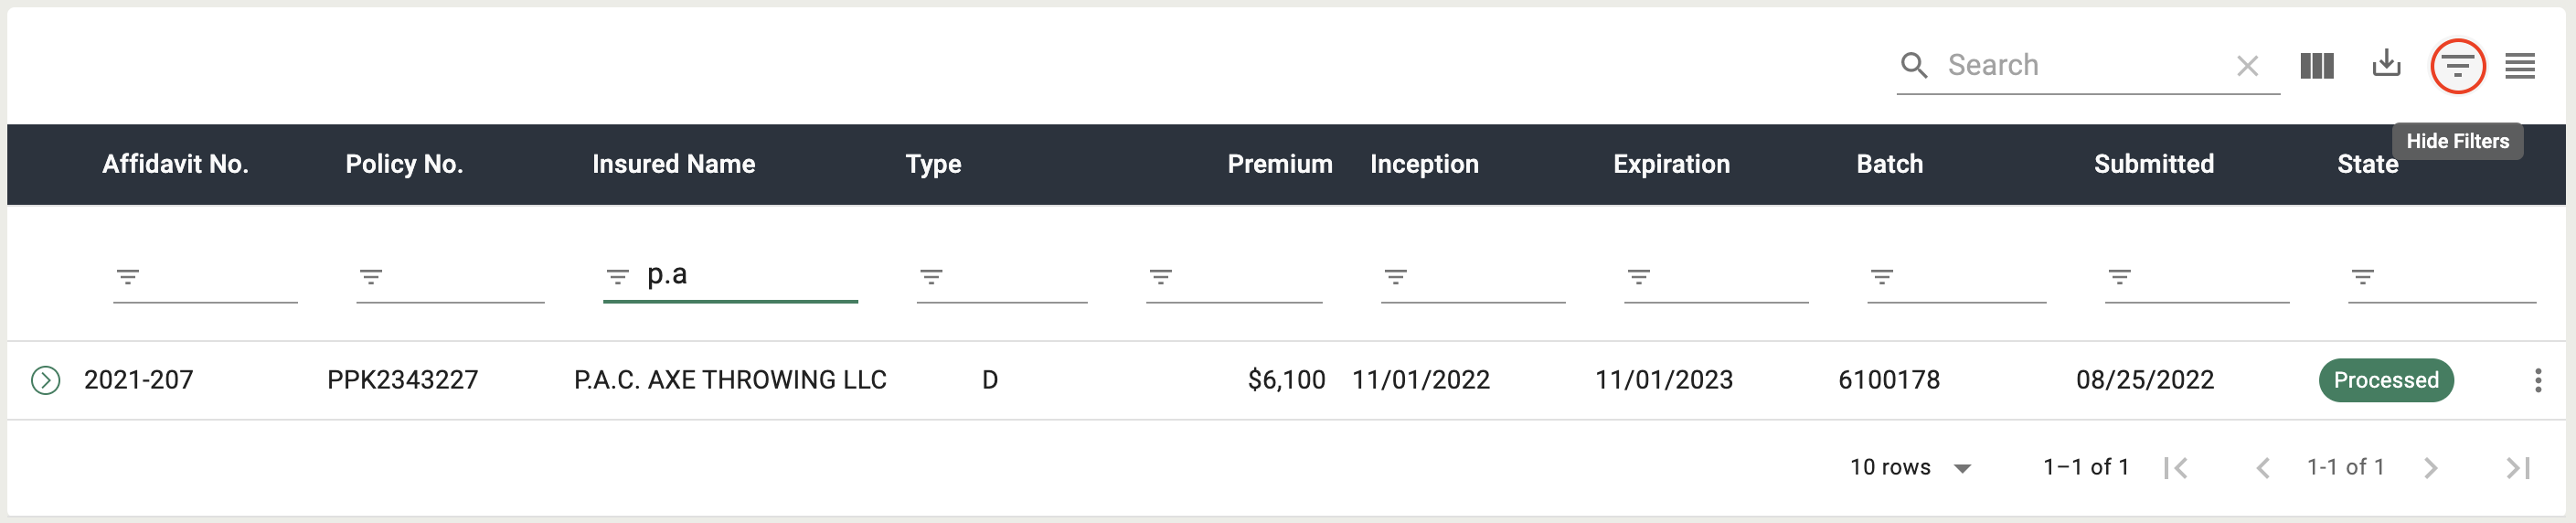 Search
Hide Filters
Affidavit No. Policy No. Insured Name Type Premium Inception Expiration Batch Submitted State
p.a
2021-207 PPK2343227 P.A.C. AXE THROWING LLC D $6,100 11/01/2022 11/01/2023 6100178 08/25/2022 Processed
10 rows 1–1 of 1 1-1 of 1